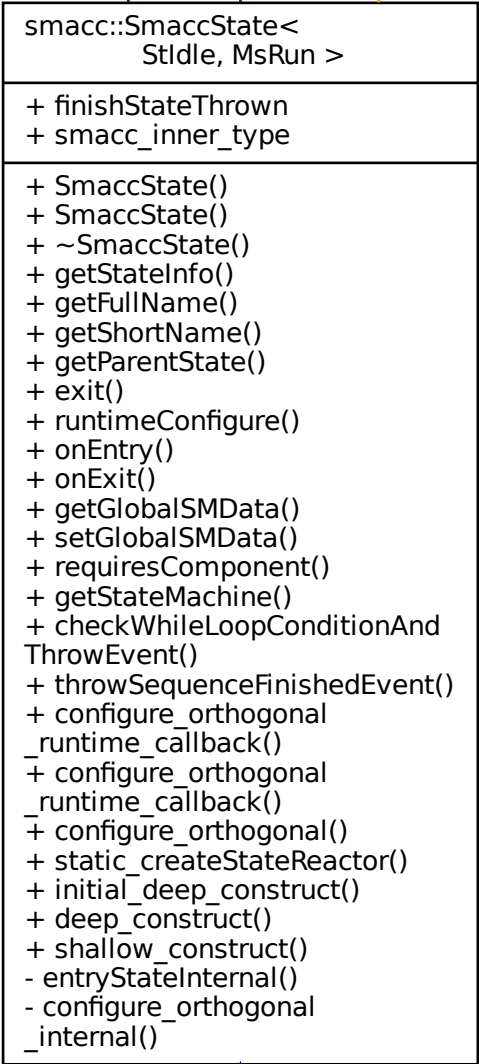 smacc::SmaccState<
StIdle, MsRun >
+ finishStateThrown
+ smacc_inner_type
+ SmaccState()
+ SmaccState()
+ ~SmaccState()
+ getStateInfo()
+ getFullName()
+ getShortName()
+ getParentState()
+ exit()
+ runtimeConfigure()
+ onEntry()
+ onExit()
+ getGlobalSMData()
+ setGlobalSMData()
+ requiresComponent()
+ getStateMachine()
+ checkWhileLoopConditionAnd
ThrowEvent()
+ throwSequenceFinishedEvent()
+ configure_orthogonal
_runtime_callback()
+ configure_orthogonal
_runtime_callback()
+ configure_orthogonal()
+ static_createStateReactor()
+ initial_deep_construct()
+ deep_construct()
+ shallow_construct()
- entryStateInternal()
- configure_orthogonal
_internal()